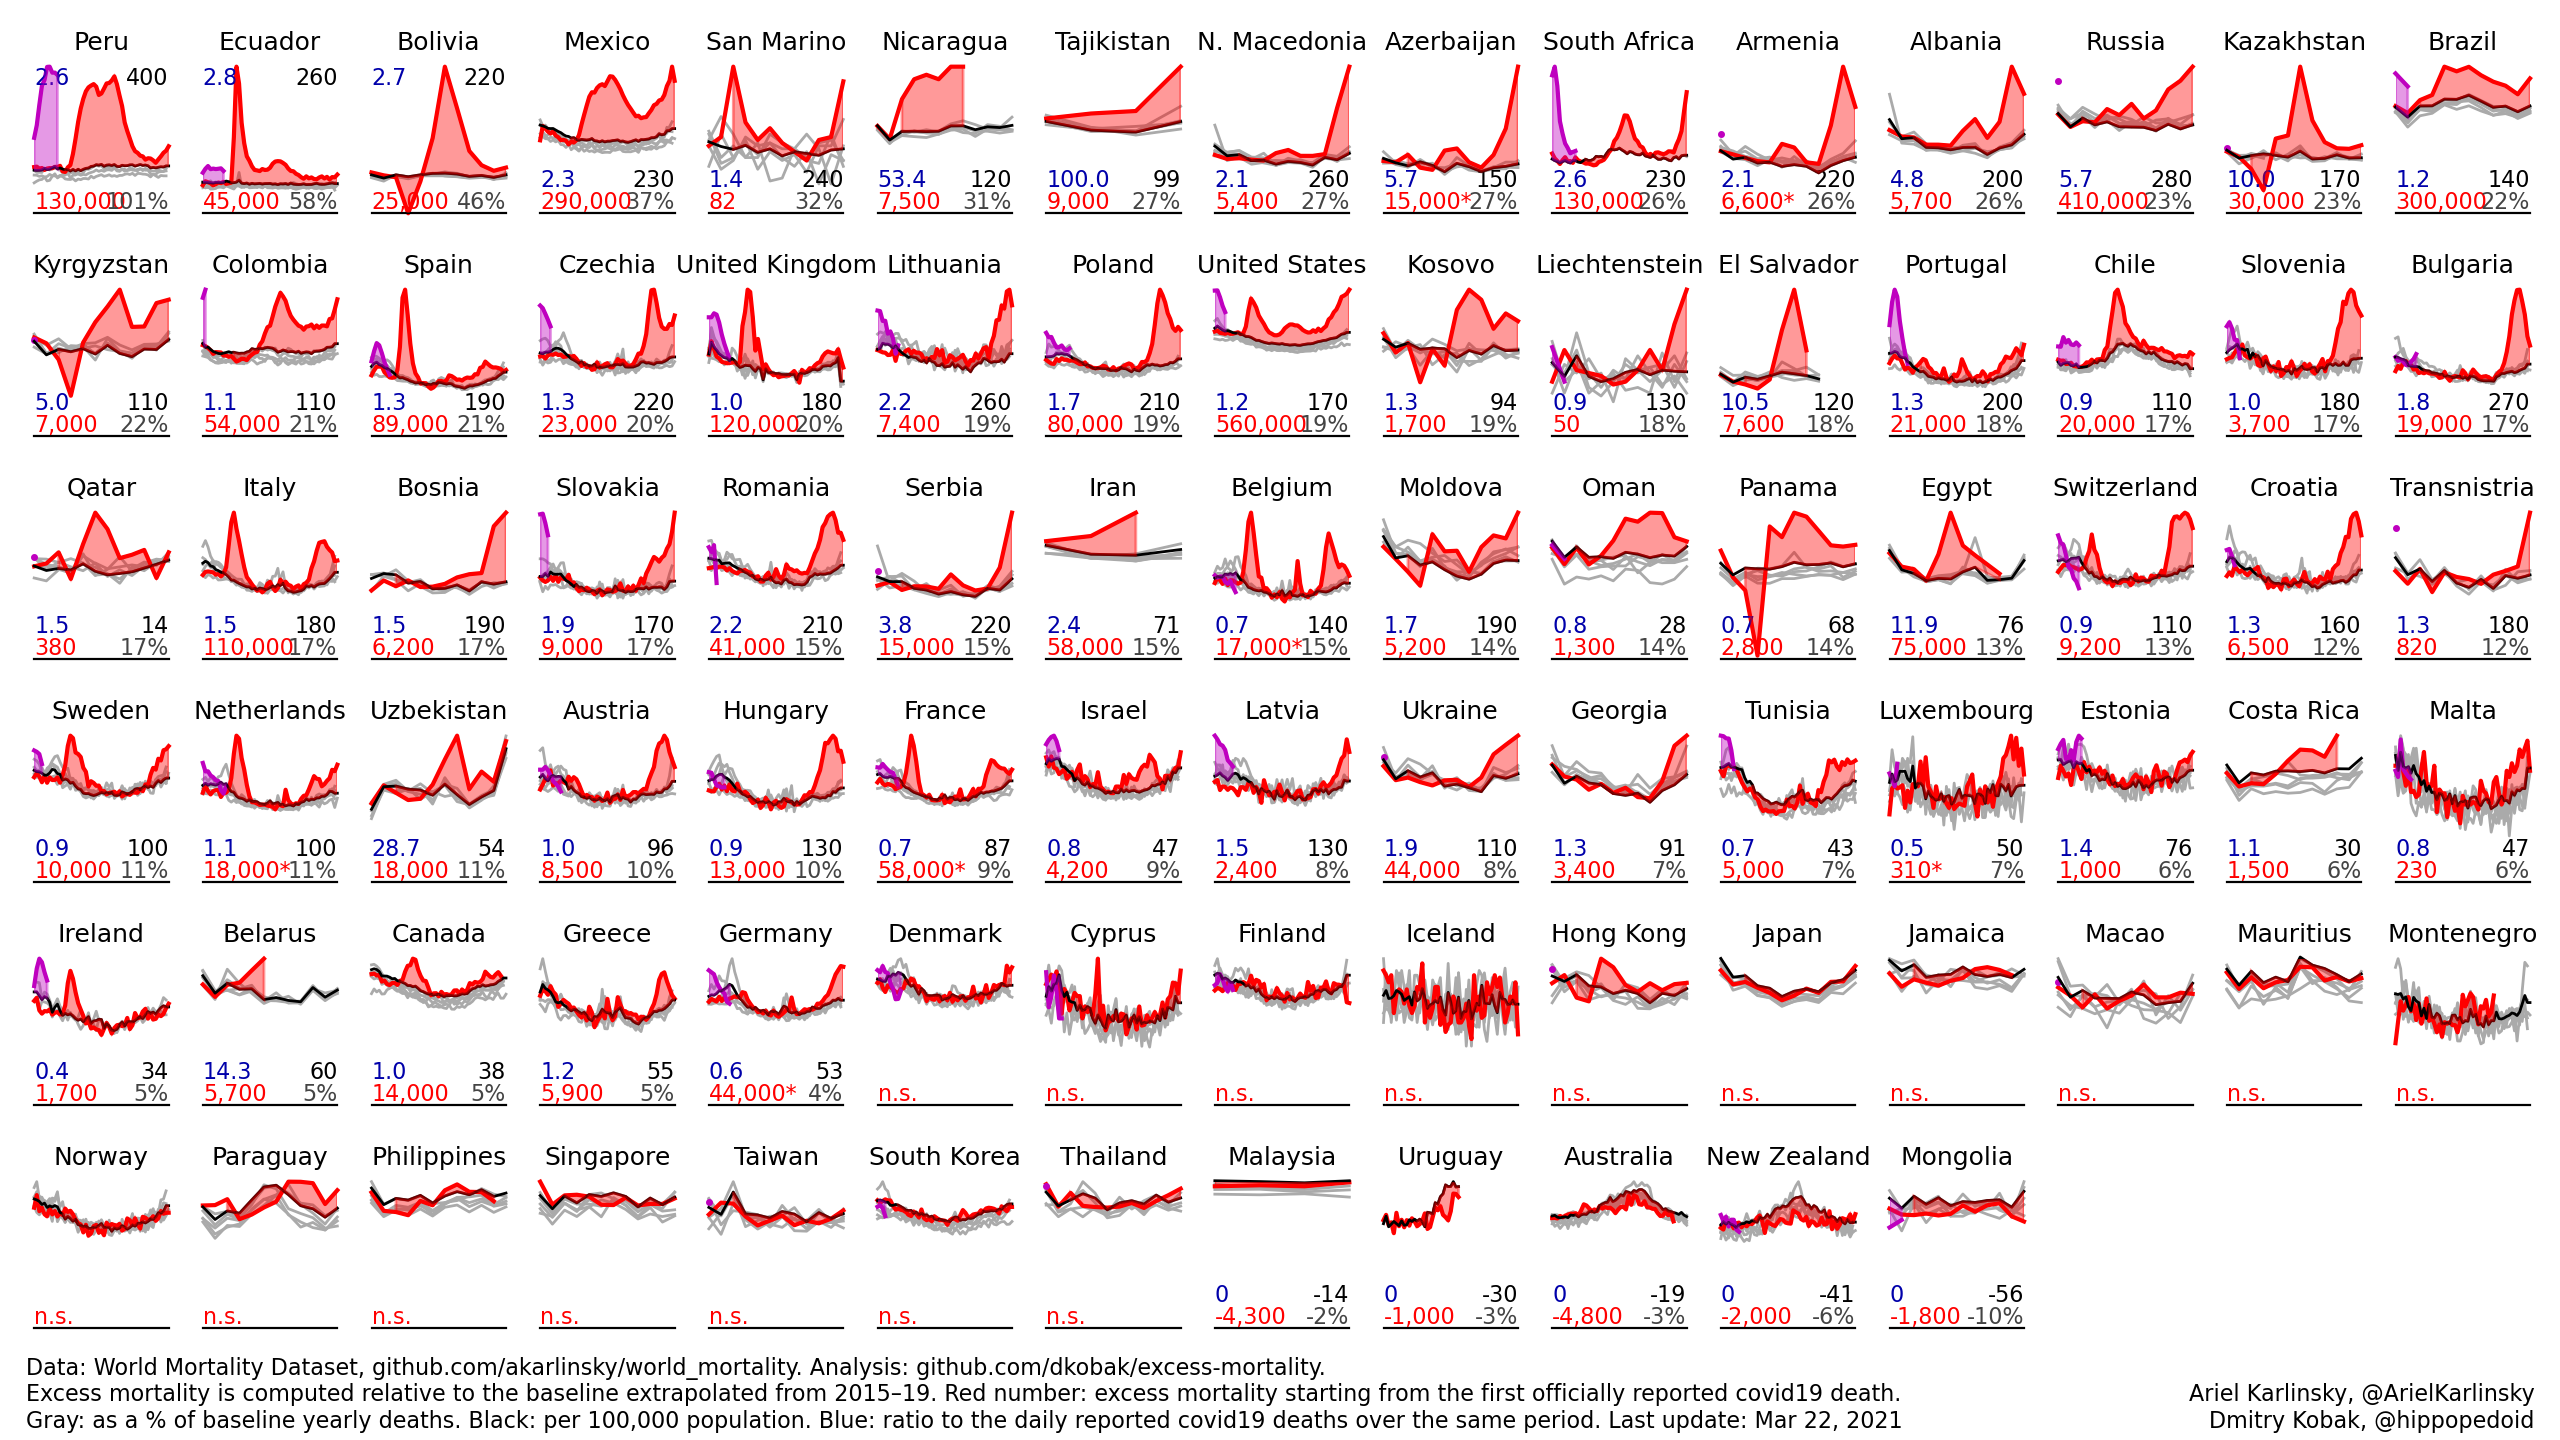 Peru Ecuador Bolivia Mexico San Marino Nicaragua Tajikistan N. Macedonia Azerbaijan South Africa Armenia Albania Russia Kazakhstan Brazil
2.6 400 2.8 260 2.7 220
2.3 230 1.4 240 53.4 120 100.0 99 2.1 260 5.7 150 2.6 230 2.1 220 4.8 200 5.7 280 10.0 170 1.2 140
130,000 101% 45,000 58% 25,000 46% 290,000 37% 82 32% 7,500 31% 9,000 27% 5,400 27% 15,000* 27% 130,000 26% 6,600* 26% 5,700 26% 410,000 23% 30,000 23% 300,000 22%
Kyrgyzstan Colombia Spain Czechia United Kingdom Lithuania Poland United States Kosovo Liechtenstein El Salvador Portugal Chile Slovenia Bulgaria
5.0 110 1.1 110 1.3 190 1.3 220 1.0 180 2.2 260 1.7 210 1.2 170 1.3 94 0.9 130 10.5 120 1.3 200 0.9 110 1.0 180 1.8 270
7,000 22% 54,000 21% 89,000 21% 23,000 20% 120,000 20% 7,400 19% 80,000 19% 560,000 19% 1,700 19% 50 18% 7,600 18% 21,000 18% 20,000 17% 3,700 17% 19,000 17%
Qatar Italy Bosnia Slovakia Romania Serbia Iran Belgium Moldova Oman Panama Egypt Switzerland Croatia Transnistria
1.5 14 1.5 180 1.5 190 1.9 170 2.2 210 3.8 220 2.4 71 0.7 140 1.7 190 0.8 28 0.7 68 11.9 76 0.9 110 1.3 160 1.3 180
380 17% 110,000 17% 6,200 17% 9,000 17% 41,000 15% 15,000 15% 58,000 15% 17,000* 15% 5,200 14% 1,300 14% 2,800 14% 75,000 13% 9,200 13% 6,500 12% 820 12%
Sweden Netherlands Uzbekistan Austria Hungary France Israel Latvia Ukraine Georgia Tunisia Luxembourg Estonia Costa Rica Malta
0.9 100 1.1 100 28.7 54 1.0 96 0.9 130 0.7 87 0.8 47 1.5 130 1.9 110 1.3 91 0.7 43 0.5 50 1.4 76 1.1 30 0.8 47
10,000 11% 18,000* 11% 18,000 11% 8,500 10% 13,000 10% 58,000* 9% 4,200 9% 2,400 8% 44,000 8% 3,400 7% 5,000 7% 310* 7% 1,000 6% 1,500 6% 230 6%
Ireland Belarus Canada Greece Germany Denmark Cyprus Finland Iceland Hong Kong Japan Jamaica Macao Mauritius Montenegro
0.4 34 14.3 60 1.0 38 1.2 55 0.6 53
1,700 5% 5,700 5% 14,000 5% 5,900 5% 44,000* 4% n.s. n.s. n.s. n.s. n.s. n.s. n.s. n.s. n.s. n.s.
Norway Paraguay Philippines Singapore Taiwan South Korea Thailand Malaysia Uruguay Australia New Zealand Mongolia
0 -14 0 -30 0 -19 0 -41 0 -56
n.s. n.s. n.s. n.s. n.s. n.s. n.s. -4,300 -2% -1,000 -3% -4,800 -3% -2,000 -6% -1,800 -10%
Data: World Mortality Dataset, github.com/akarlinsky/world_mortality. Analysis: github.com/dkobak/excess-mortality.
Excess mortality is computed relative to the baseline extrapolated from 2015–19. Red number: excess mortality starting from the first officially reported covid19 death.
Gray: as a % of baseline yearly deaths. Black: per 100,000 population. Blue: ratio to the daily reported covid19 deaths over the same period. Last update: Mar 22, 2021
Ariel Karlinsky, @ArielKarlinsky
Dmitry Kobak, @hippopedoid